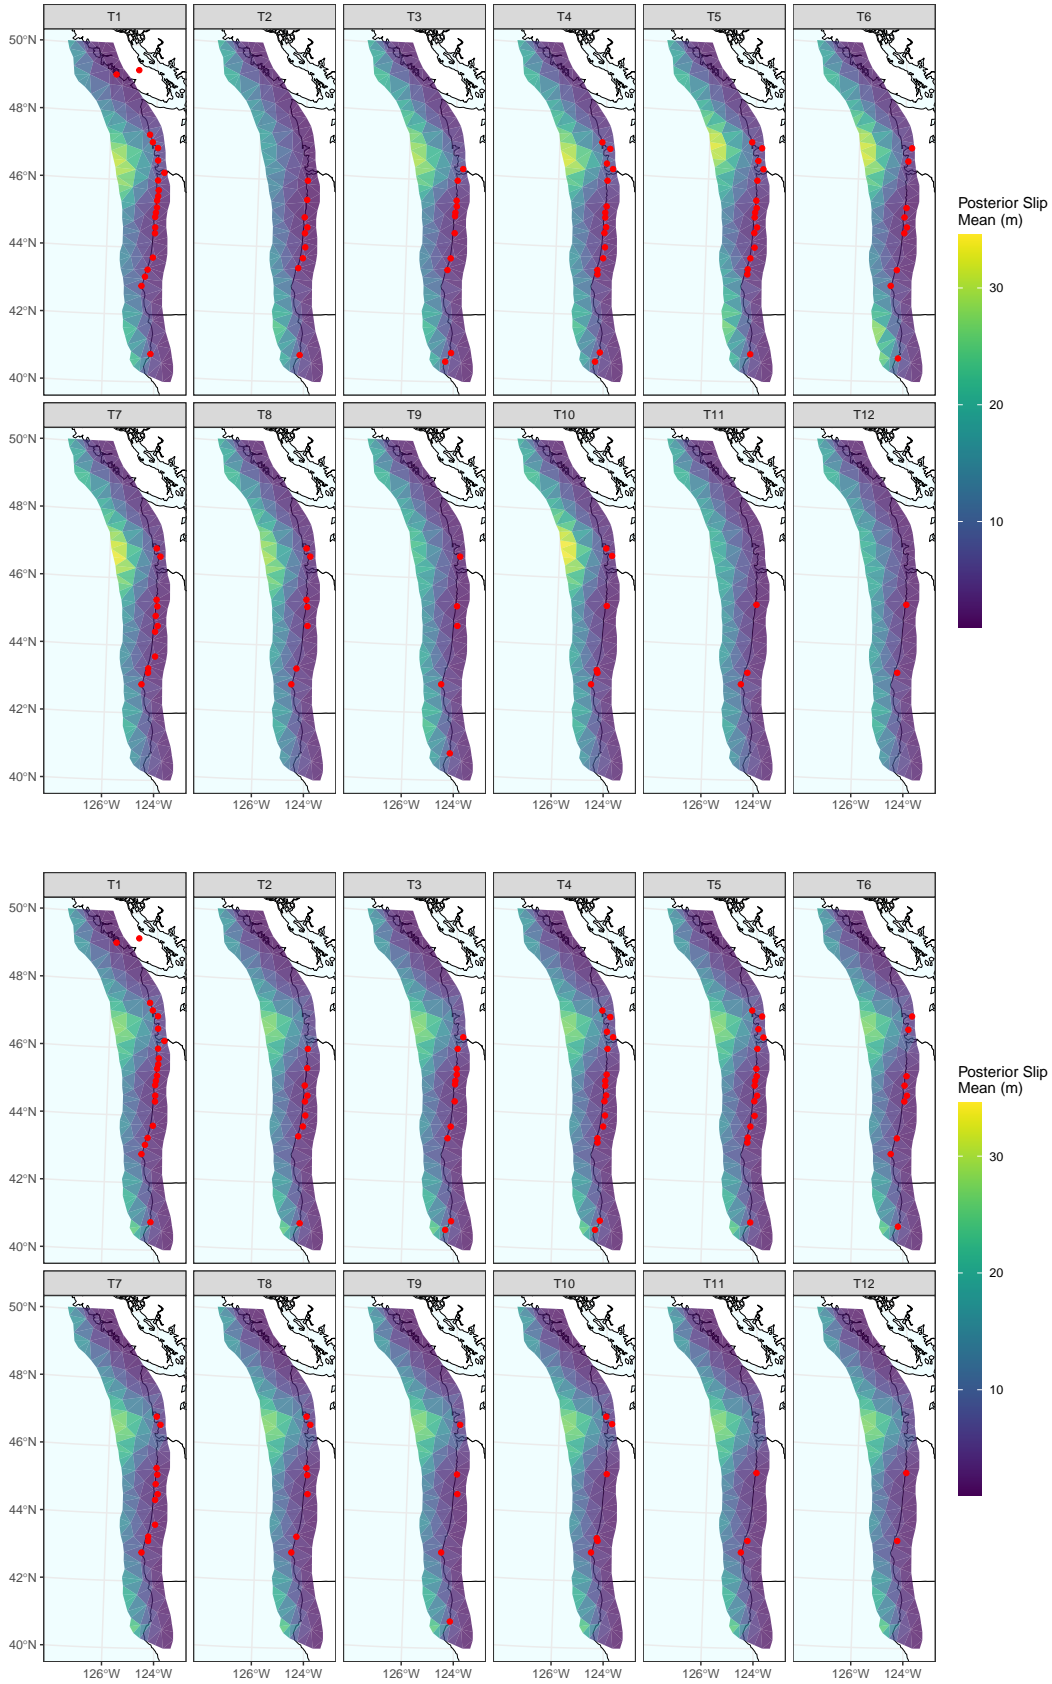 T1 T2 T3 T4 T5 T6
50°N
48°N
46°N
44°N
42°N
40°N
Posterior Slip
Mean (m)
30
20
10
T7 T8 T9 T10 T11 T12
50°N
48°N
46°N
44°N
42°N
40°N
126°W 124°W 126°W 124°W 126°W 124°W 126°W 124°W 126°W 124°W 126°W 124°W
T1 T2 T3 T4 T5 T6
50°N
48°N
46°N
44°N
42°N
40°N
Posterior Slip
Mean (m)
30
20
10
T7 T8 T9 T10 T11 T12
50°N
48°N
46°N
44°N
42°N
40°N
126°W 124°W 126°W 124°W 126°W 124°W 126°W 124°W 126°W 124°W 126°W 124°W